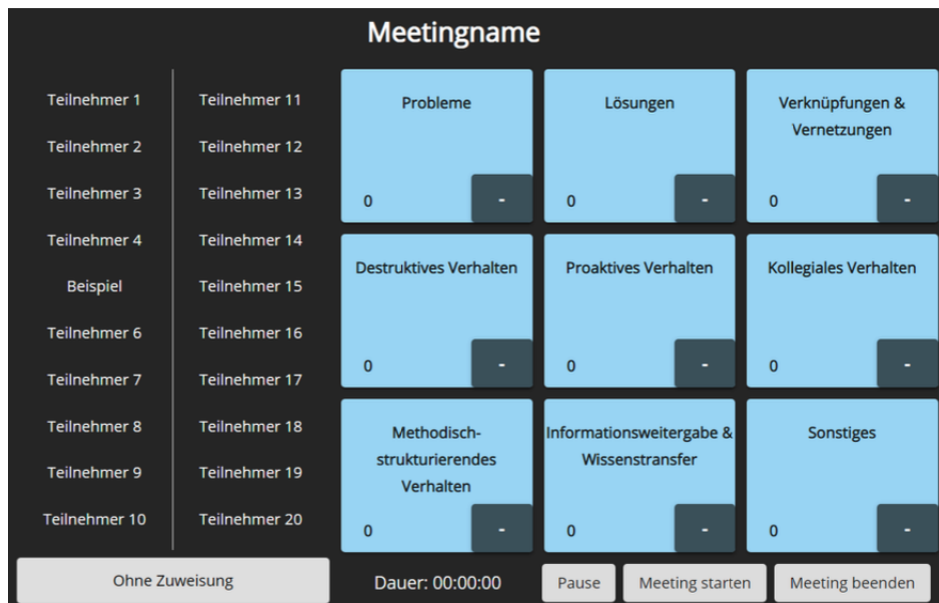 Meetingname
Teilnehmer 1
Teilnehmer 2
Teilnehmer 3
Teilnehmer 4
Beispiel
Teilnehmer 6
Teilnehmer 7
Teilnehmer 8
Teilnehmer 9
Teilnehmer 10
Teilnehmer 11
Teilnehmer 12
Teilnehmer 13
Teilnehmer 14
Teilnehmer 15
Teilnehmer 16
Teilnehmer 17
Teilnehmer 18
Teilnehmer 19
Teilnehmer 20
Probleme
0 -
Lösungen
0 -
Verknüpfungen &
Vernetzungen
0 -
Destruktives Verhalten
0 -
Proaktives Verhalten
0 -
Kollegiales Verhalten
0 -
Methodisch-
strukturierendes
Verhalten
0 -
Informationsweitergabe &
Wissenstransfer
0 -
Sonstiges
0 -
Ohne Zuweisung
Dauer: 00:00:00
Pause
Meeting starten
Meeting beenden